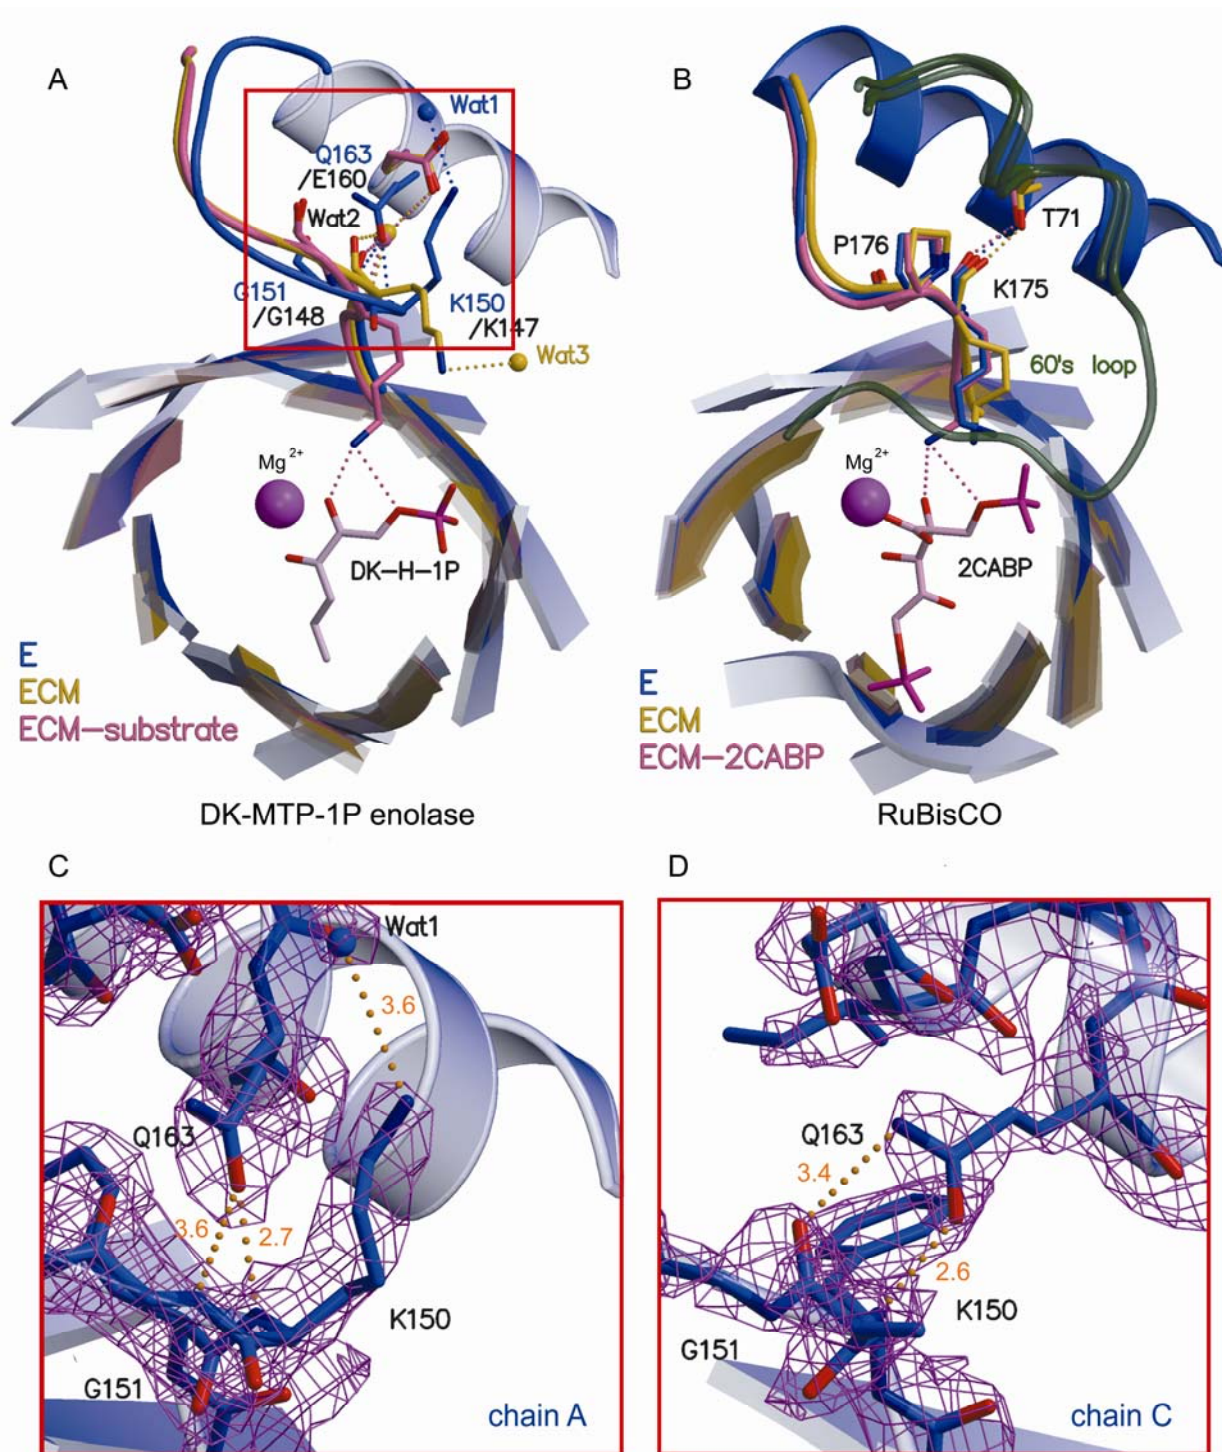 A
Wat1
Q163
/E160
Wat2
G151
/G148
K150
/K147
Wat3
Mg2+
DK-H-1P
E
ECM
ECM-substrate
DK-MTP-1P enolase
B
T71
P176
K175
60's loop
Mg2+
2CABP
E
ECM
ECM-2CABP
RuBisCO
C
Wat1
3.6
Q163
3.6
2.7
K150
G151
chain A
D
Q163
3.4
2.6
K150
G151
chain C